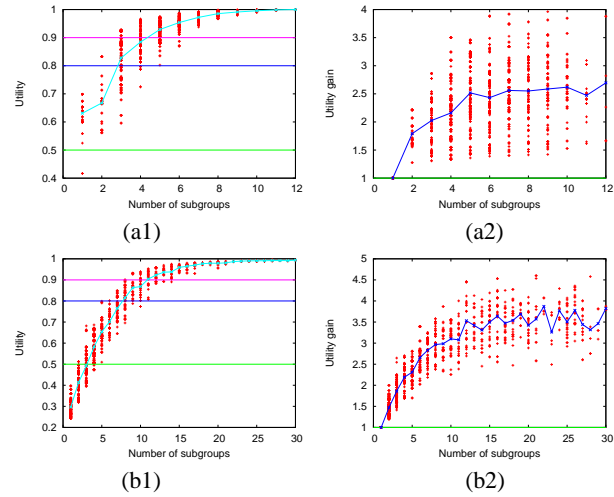 1
0.9
0.8
0.7
0.6
0.5
0.4
Utility
0 2 4 6 8 10 12
Number of subgroups
(a1)
4
3.5
3
2.5
2
1.5
1
Utility gain
0 2 4 6 8 10 12
Number of subgroups
(a2)
1
0.9
0.8
0.7
0.6
0.5
0.4
0.3
0.2
Utility
0 5 10 15 20 25 30
Number of subgroups
(b1)
5
4.5
4
3.5
3
2.5
2
1.5
1
Utility gain
0 5 10 15 20 25 30
Number of subgroups
(b2)